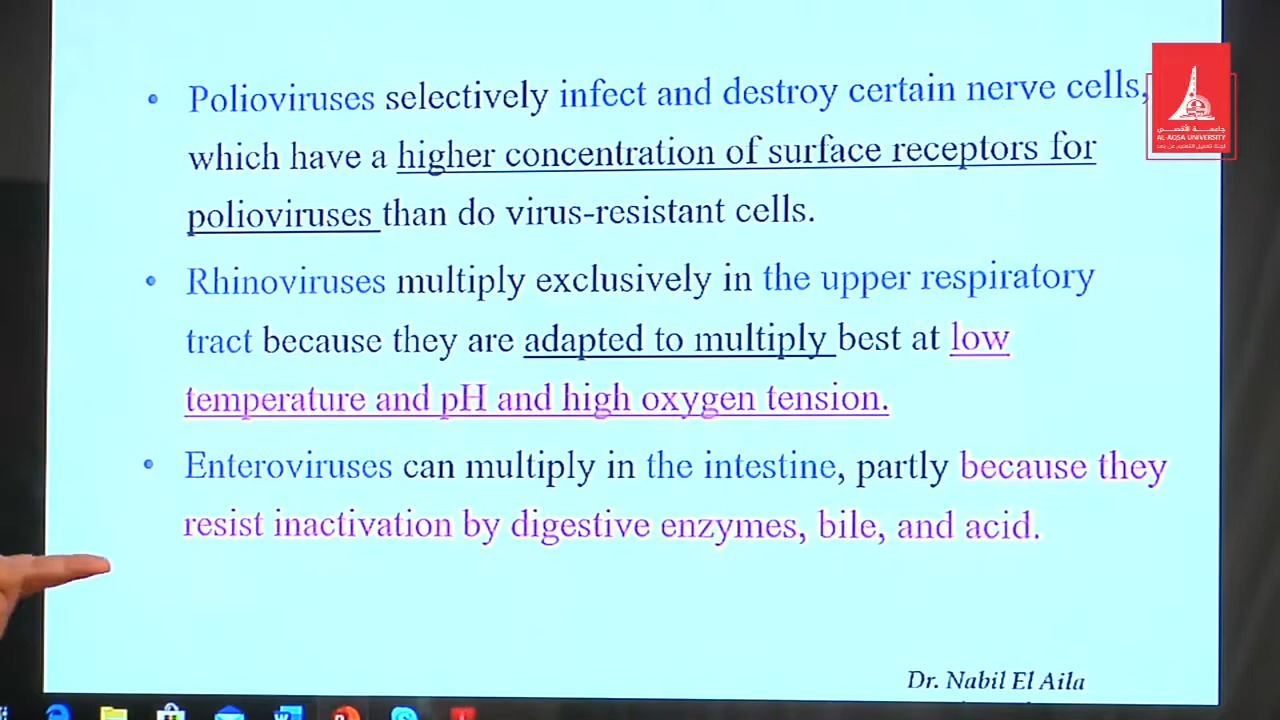 • Polioviruses selectively infect and destroy certain nerve cells,
which have a higher concentration of surface receptors for
polioviruses than do virus-resistant cells.
• Rhinoviruses multiply exclusively in the upper respiratory
tract because they are adapted to multiply best at low
temperature and pH and high oxygen tension.
• Enteroviruses can multiply in the intestine, partly because they
resist inactivation by digestive enzymes, bile, and acid.
Dr. Nabil El Aila
جامعة الأقصى
AL-AQSA UNIVERSITY